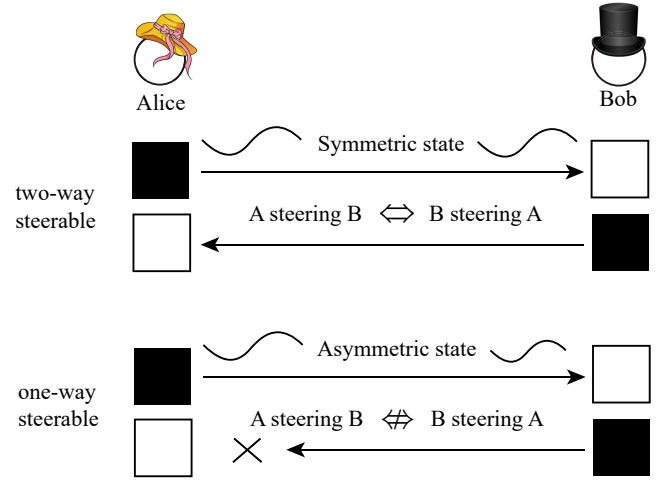 Alice
Bob
Symmetric state
two-way
steerable
A steering B ⇔ B steering A
Asymmetric state
one-way
steerable
A steering B ⇎ B steering A